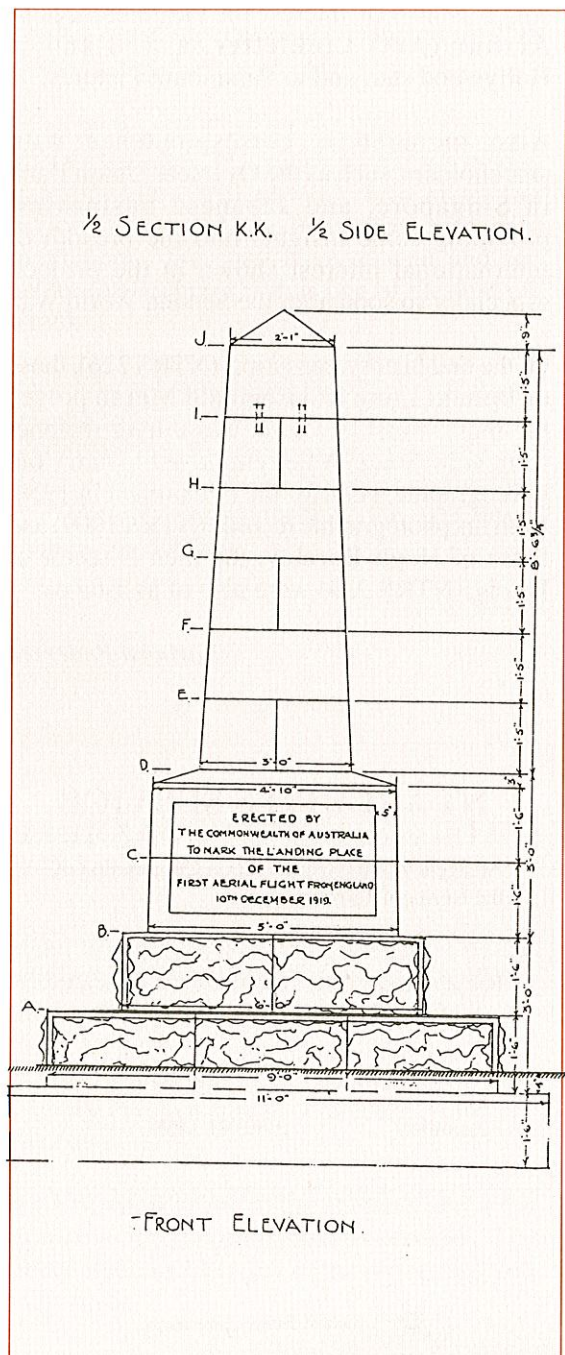 ½ SECTION K.K. ½ SIDE ELEVATION.
J.
2'-1"
9"
1'-5"
I.
1'-5"
H.
8'-6¾"
G.
1'-5"
F.
1'-5"
E.
1'-5"
D.
3'-0"
3"
4'-10"
5"
1'-6"
ERECTED BY
THE COMMONWEALTH OF AUSTRALIA
TO MARK THE LANDING PLACE
OF THE
FIRST AERIAL FLIGHT FROM ENGLAND
10TH DECEMBER 1919.
C.
3'-0"
1'-6"
B.
5'-0"
1'-6"
6'-0"
3'-0"
A.
1'-6"
9'-0"
11'-0"
1'-6"
FRONT ELEVATION.